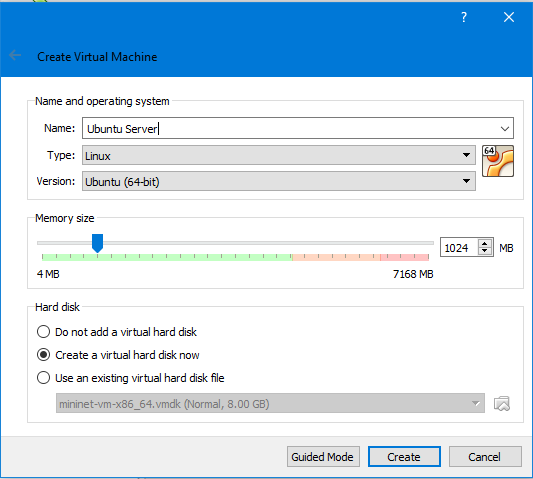 ?
Create Virtual Machine
Name and operating system
Name: Ubuntu Server
Type: Linux
64
Version: Ubuntu (64-bit)
Memory size
1024 MB
4 MB 7168 MB
Hard disk
Do not add a virtual hard disk
Create a virtual hard disk now
Use an existing virtual hard disk file
mininet-vm-x86_64.vmdk (Normal, 8.00 GB)
Guided Mode Create Cancel